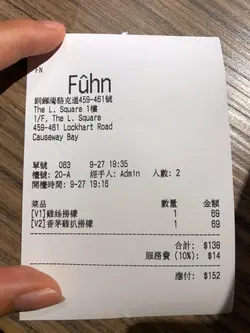 FN
Fûhn
銅鑼灣駱克道459-461號
The L. Square 1樓
1/F, The L. Square
459-461 Lockhart Road
Causeway Bay
單號 063 9-27 19:35
檯號: 20-A 經手人: Admin 人數: 2
開檯時間: 9-27 19:16
菜品 數量 金額
[V1]雞絲撈檬 1 69
[V2]香茅雞扒撈檬 1 69
合計: $138
服務費 (10%): $14
應付: $152